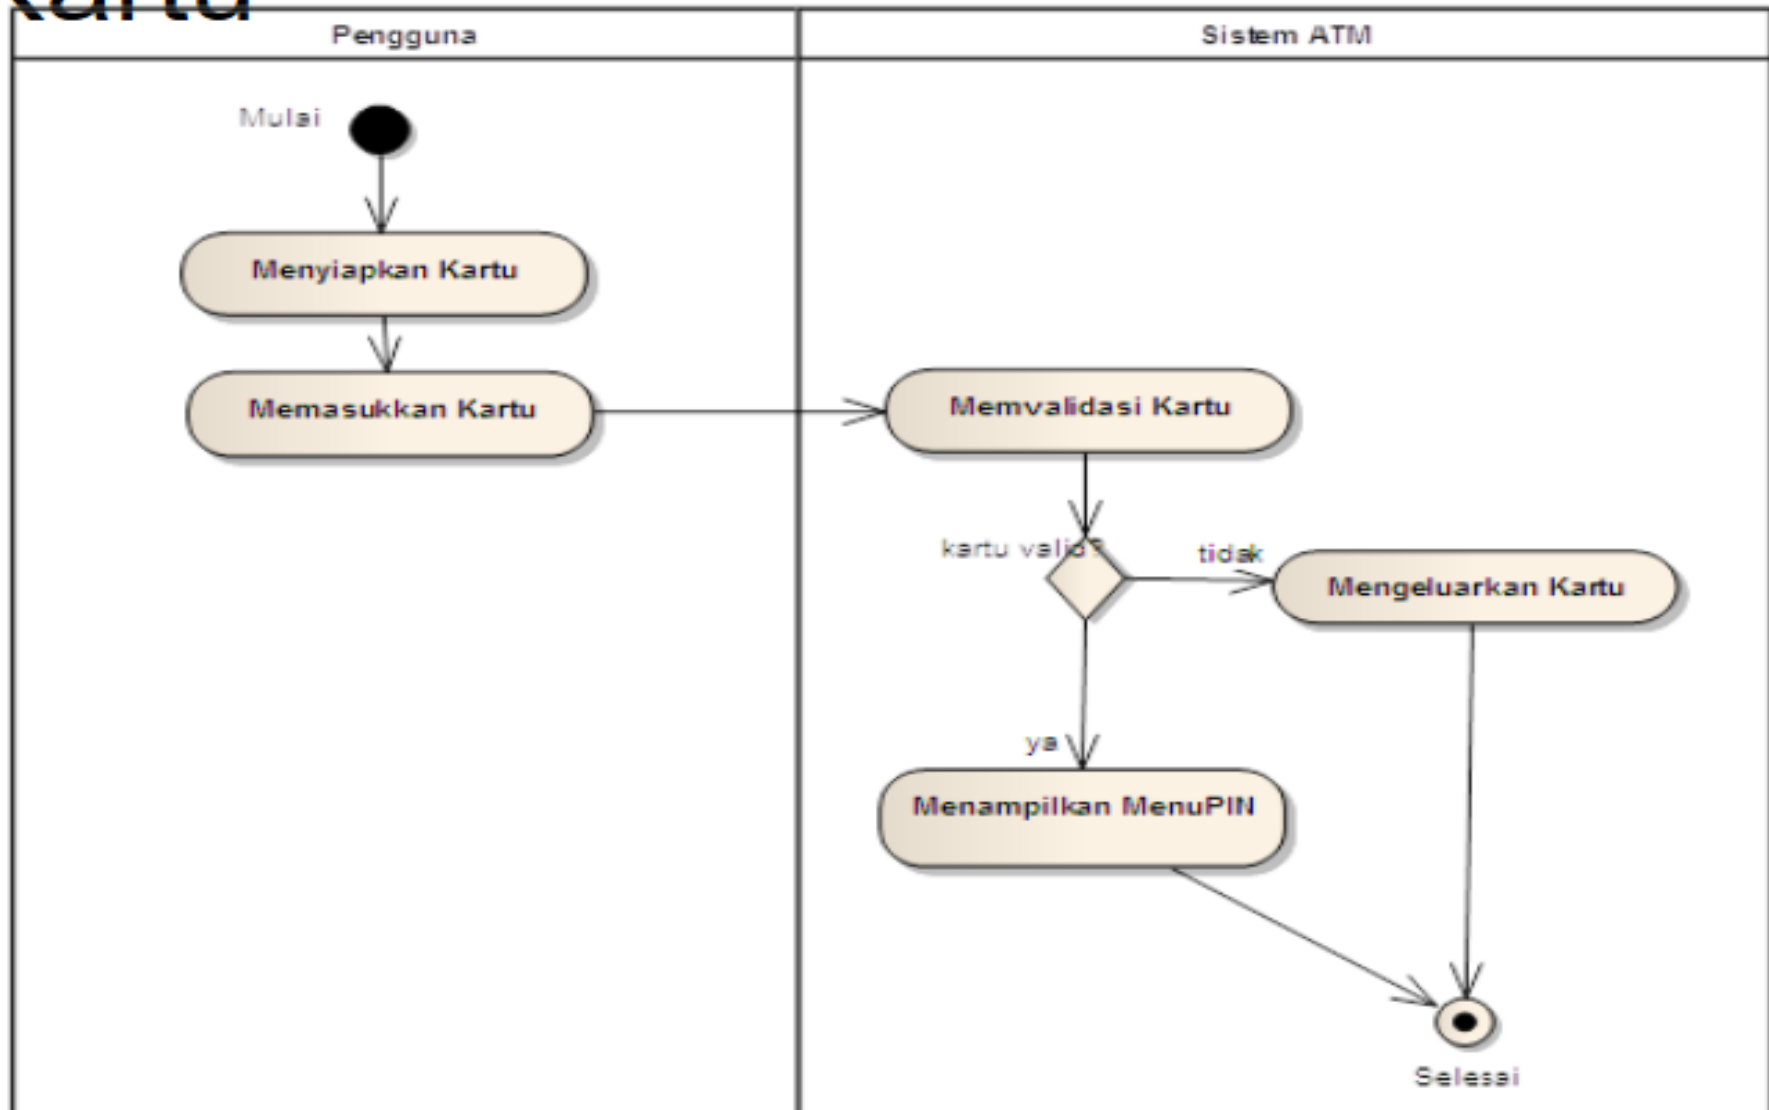 kartu
Pengguna
Sistem ATM
Mulai
Menyiapkan Kartu
Memasukkan Kartu
Memvalidasi Kartu
kartu valid?
tidak
Mengeluarkan Kartu
ya
Menampilkan MenuPIN
Selesai